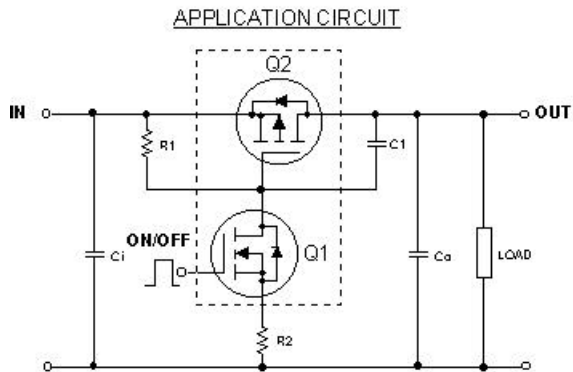 APPLICATION CIRCUIT
Q2
IN
OUT
R1
C1
ON/OFF
Q1
Ci
Co
LOAD
R2